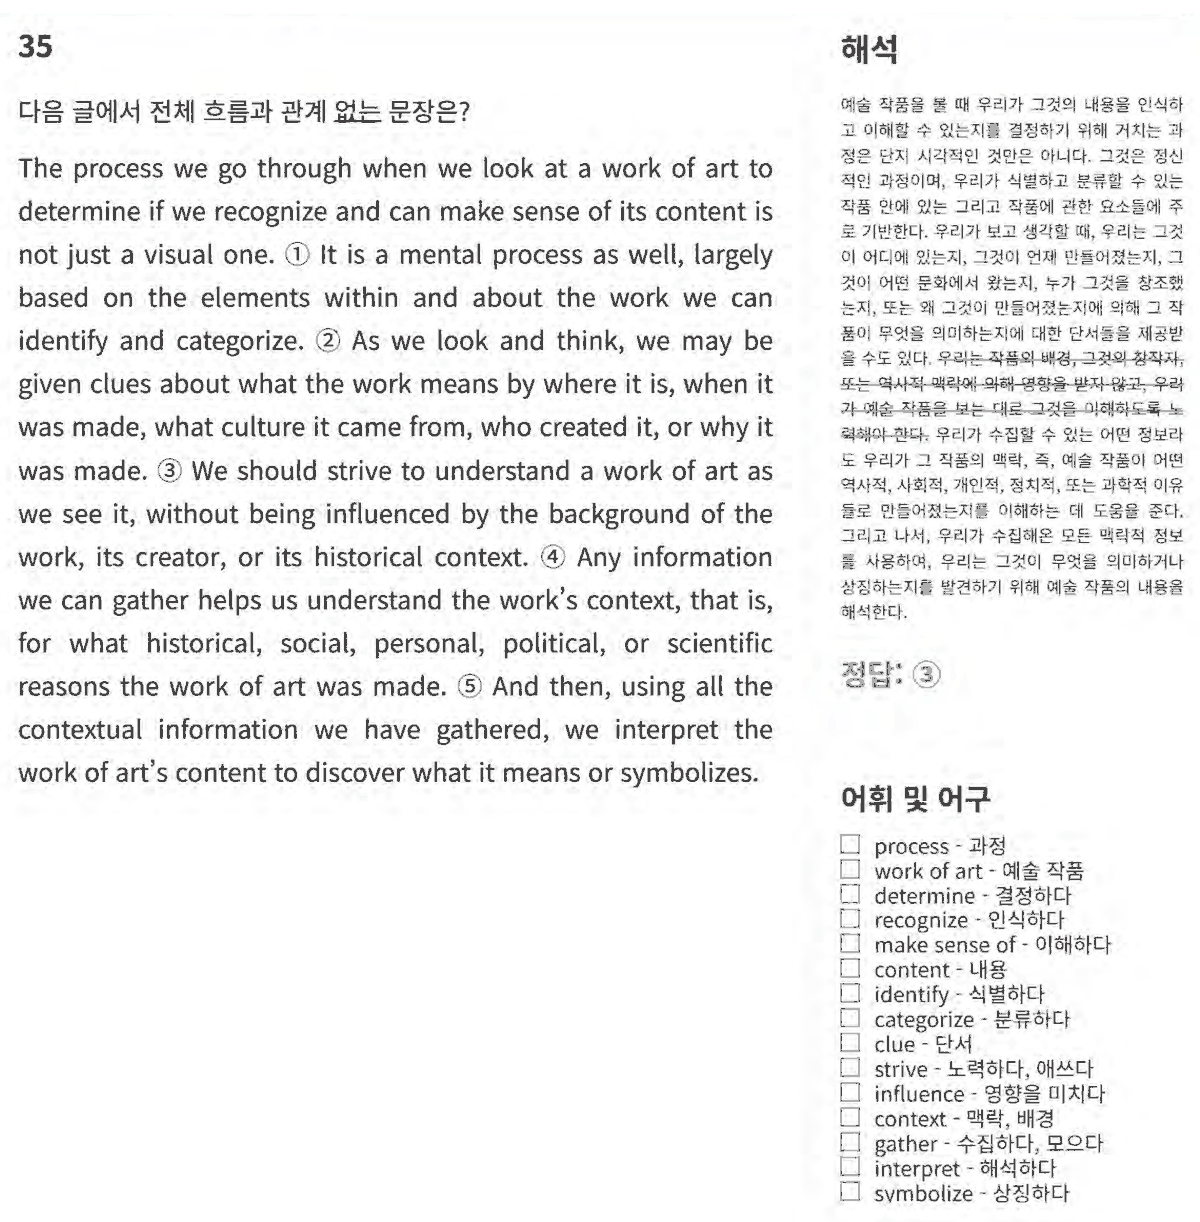 35
다음 글에서 전체 흐름과 관계 없는 문장은?
The process we go through when we look at a work of art to
determine if we recognize and can make sense of its content is
not just a visual one. ① It is a mental process as well, largely
based on the elements within and about the work we can
identify and categorize. ② As we look and think, we may be
given clues about what the work means by where it is, when it
was made, what culture it came from, who created it, or why it
was made. ③ We should strive to understand a work of art as
we see it, without being influenced by the background of the
work, its creator, or its historical context. ④ Any information
we can gather helps us understand the work's context, that is,
for what historical, social, personal, political, or scientific
reasons the work of art was made. ⑤ And then, using all the
contextual information we have gathered, we interpret the
work of art's content to discover what it means or symbolizes.
해석
예술 작품을 볼 때 우리가 그것의 내용을 인식하
고 이해할 수 있는지를 결정하기 위해 거치는 과
정은 단지 시각적인 것만은 아니다. 그것은 정신
적인 과정이며, 우리가 식별하고 분류할 수 있는
작품 안에 있는 그리고 작품에 관한 요소들에 주
로 기반한다. 우리가 보고 생각할 때, 우리는 그것
이 어디에 있는지, 그것이 언제 만들어졌는지, 그
것이 어떤 문화에서 왔는지, 누가 그것을 창조했
는지, 또는 왜 그것이 만들어졌는지에 의해 그 작
품이 무엇을 의미하는지에 대한 단서들을 제공받
을 수도 있다. 우리는 작품의 배경, 그것의 창작자,
또는 역사적 맥락에 의해 영향을 받지 않고, 우리
가 예술 작품을 보는 대로 그것을 이해하도록 노
력해야 한다. 우리가 수집할 수 있는 어떤 정보라
도 우리가 그 작품의 맥락, 즉, 예술 작품이 어떤
역사적, 사회적, 개인적, 정치적, 또는 과학적 이유
들로 만들어졌는지를 이해하는 데 도움을 준다.
그리고 나서, 우리가 수집해온 모든 맥락적 정보
를 사용하여, 우리는 그것이 무엇을 의미하거나
상징하는지를 발견하기 위해 예술 작품의 내용을
해석한다.
정답: ③
어휘 및 어구
process - 과정
work of art - 예술 작품
determine - 결정하다
recognize - 인식하다
make sense of - 이해하다
content - 내용
identify - 식별하다
categorize - 분류하다
clue - 단서
strive - 노력하다, 애쓰다
influence - 영향을 미치다
context - 맥락, 배경
gather - 수집하다, 모으다
interpret - 해석하다
symbolize - 상징하다